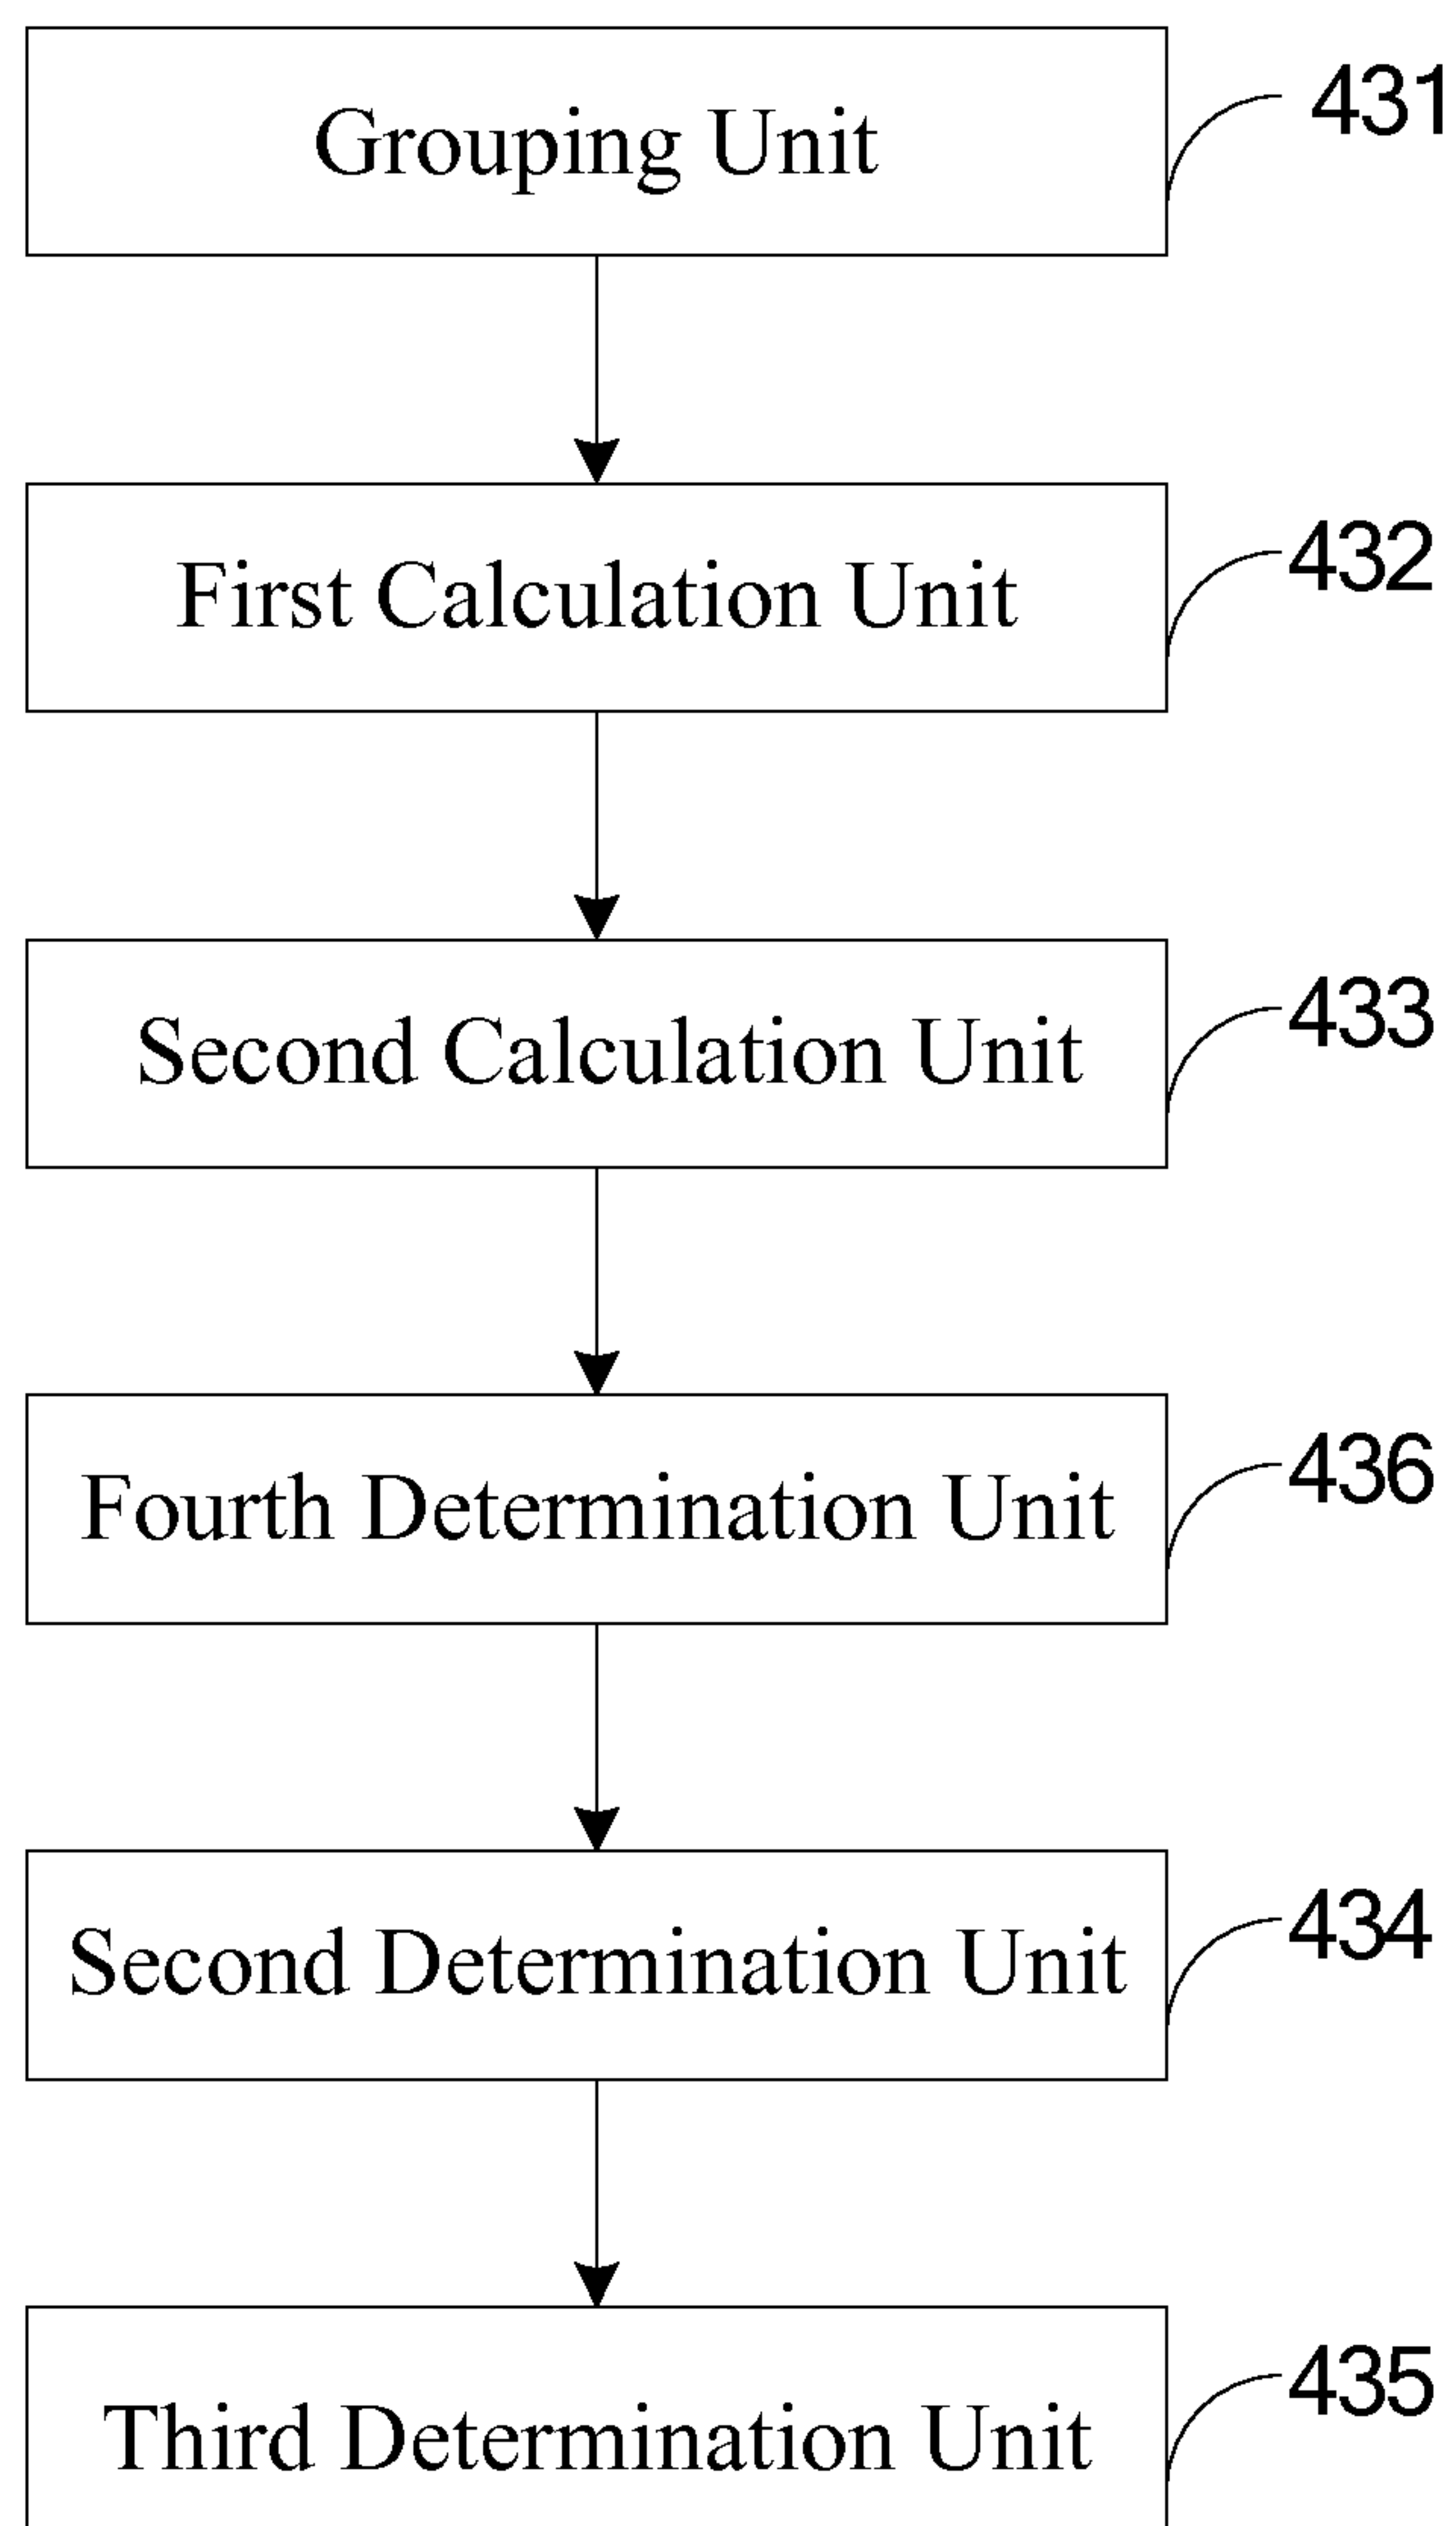 Grouping Unit
431
First Calculation Unit
432
Second Calculation Unit
433
Fourth Determination Unit
436
Second Determination Unit
434
Third Determination Unit
435